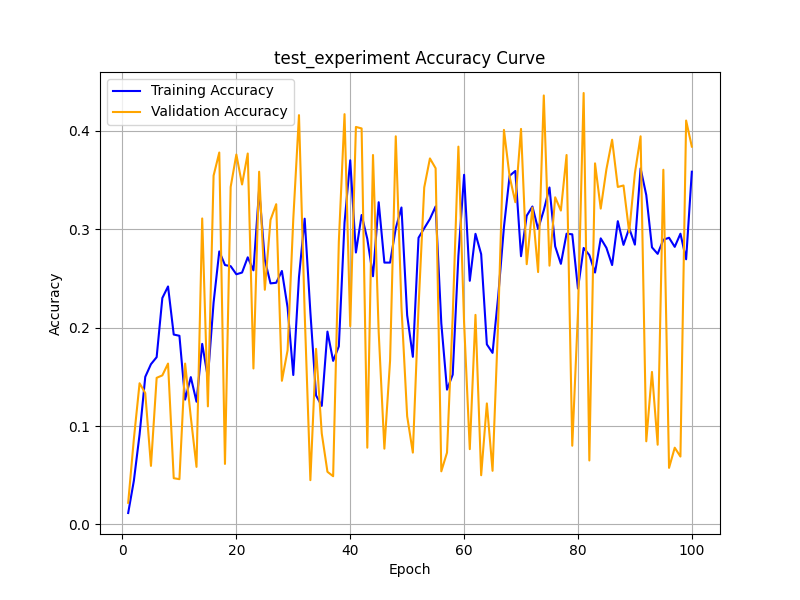 test_experiment Accuracy Curve
Training Accuracy
Validation Accuracy
0.4
0.3
0.2
0.1
0.0
Accuracy
0 20 40 60 80 100
Epoch